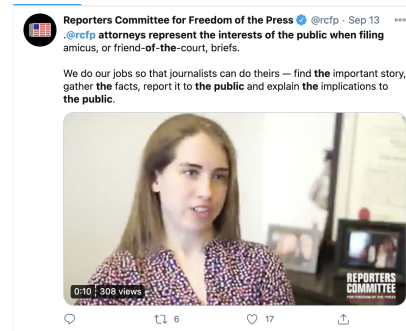 Reporters Committee for Freedom of the Press @rcfp · Sep 13
.@rcfp attorneys represent the interests of the public when filing
amicus, or friend-of-the-court, briefs.
We do our jobs so that journalists can do theirs — find the important story,
gather the facts, report it to the public and explain the implications to
the public.
REPORTERS
COMMITTEE
FOR FREEDOM OF THE PRESS
0:10 308 views
6 17